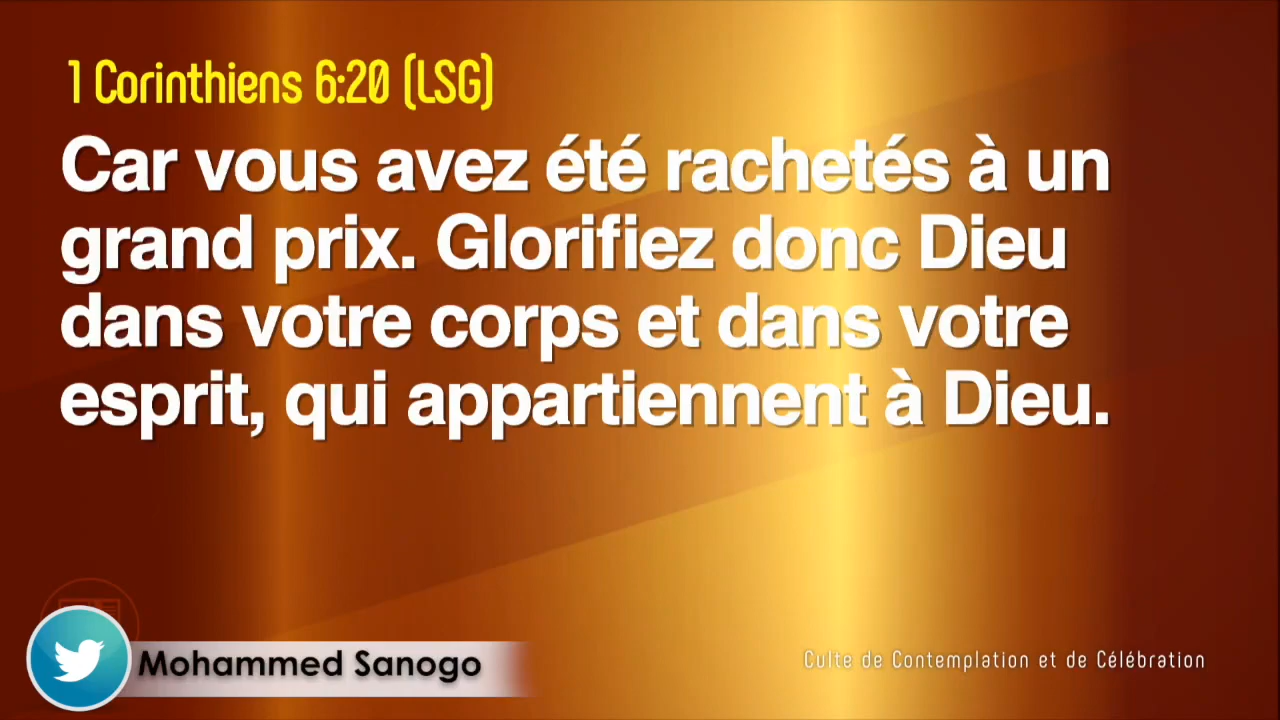 1 Corinthiens 6:20 (LSG)
Car vous avez été rachetés à un
grand prix. Glorifiez donc Dieu
dans votre corps et dans votre
esprit, qui appartiennent à Dieu.
Mohammed Sanogo
Culte de Contemplation et de Célébration